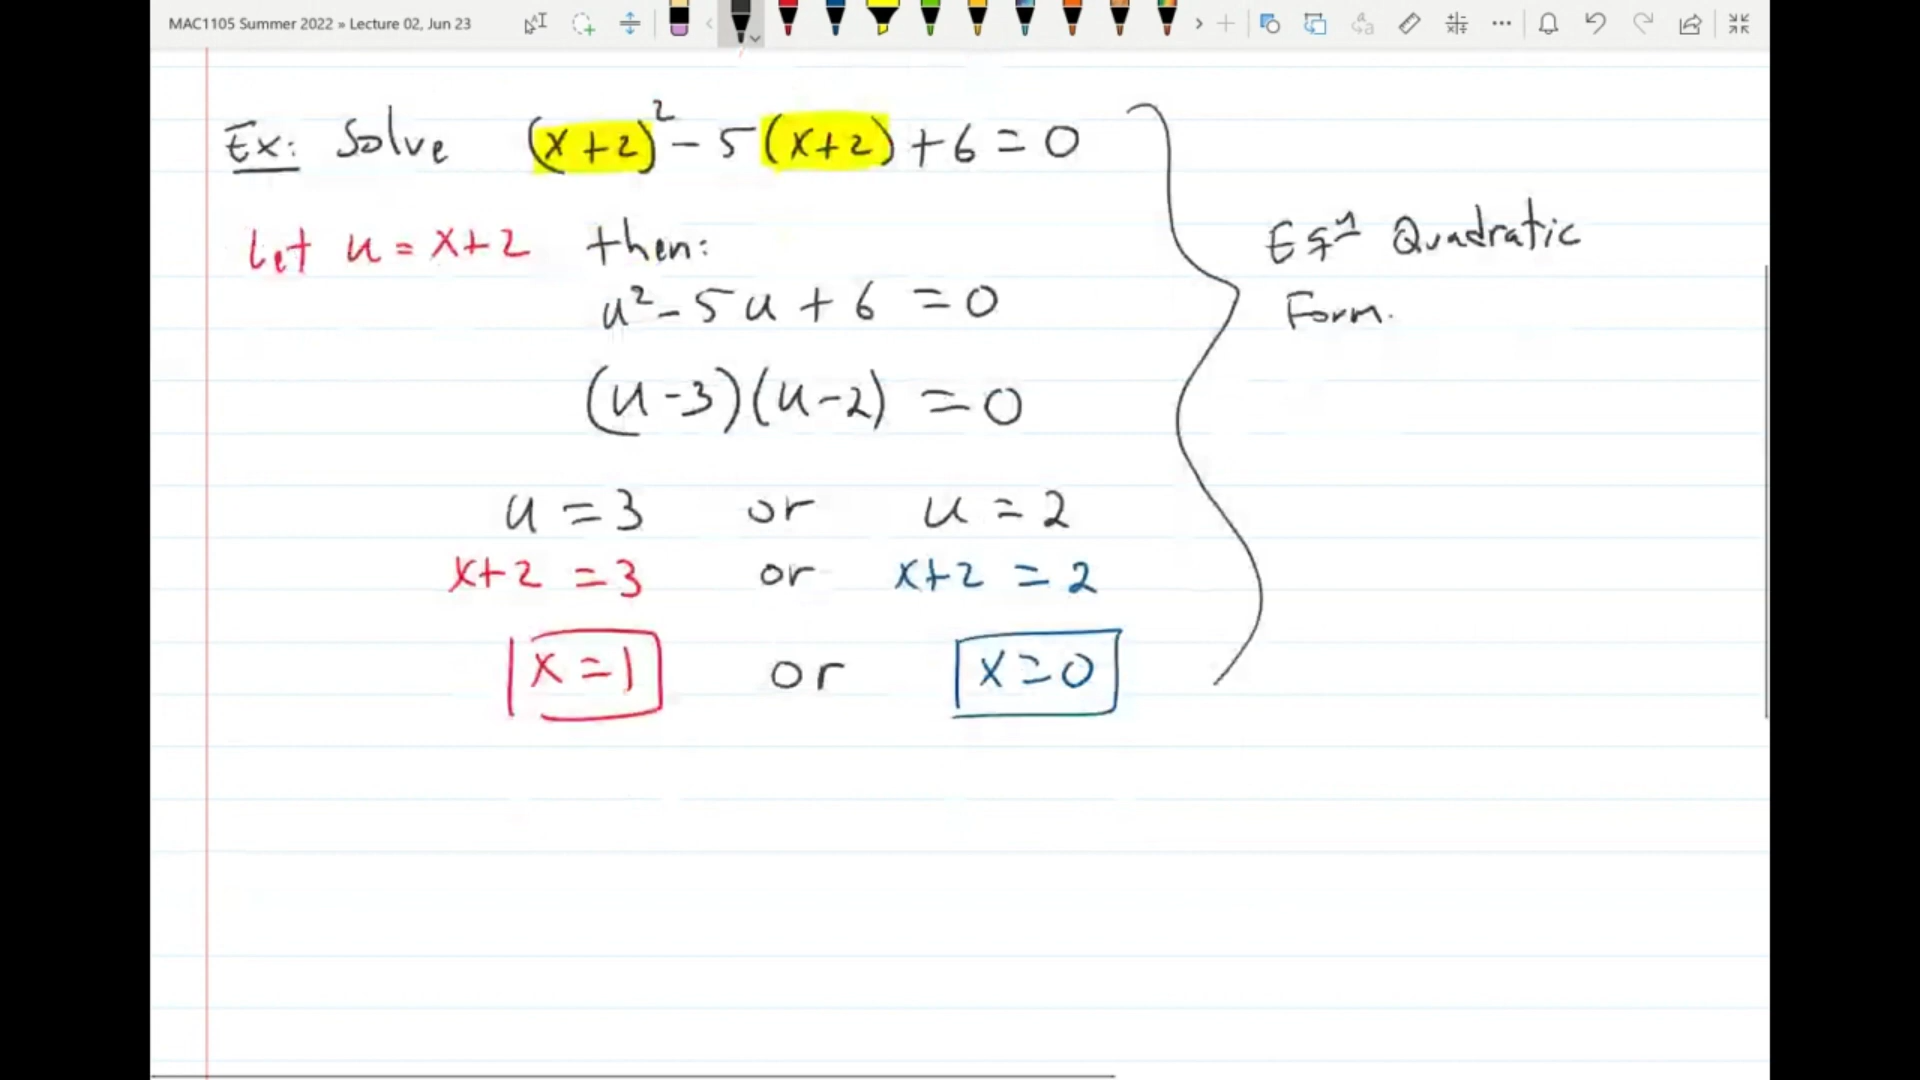 MAC1105 Summer 2022 » Lecture 02, Jun 23
Ex: Solve (x+2)² - 5(x+2) + 6 = 0
Let u = x+2 then:
u² - 5u + 6 = 0
(u-3)(u-2) = 0
u = 3 or u = 2
x+2 = 3 or x+2 = 2
x = 1 or x = 0
Eqⁿ Quadratic
Form.